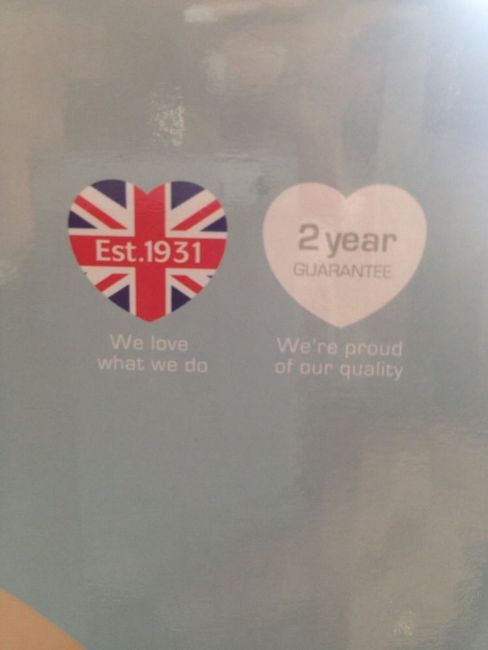 Est.1931
We love
what we do
2 year
GUARANTEE
We're proud
of our quality